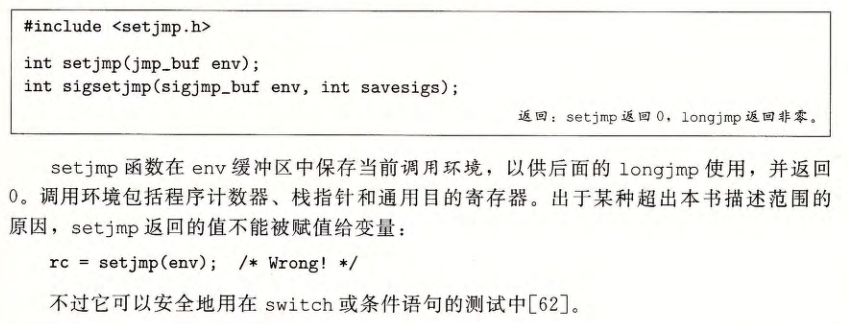 #include <setjmp.h>
int setjmp(jmp_buf env);
int sigsetjmp(sigjmp_buf env, int savesigs);
返回：setjmp 返回 0，longjmp 返回非零。
setjmp 函数在 env 缓冲区中保存当前调用环境，以供后面的 longjmp 使用，并返回
0。调用环境包括程序计数器、栈指针和通用目的寄存器。出于某种超出本书描述范围的
原因，setjmp 返回的值不能被赋值给变量：
rc = setjmp(env);  /* Wrong! */
不过它可以安全地用在 switch 或条件语句的测试中[62]。